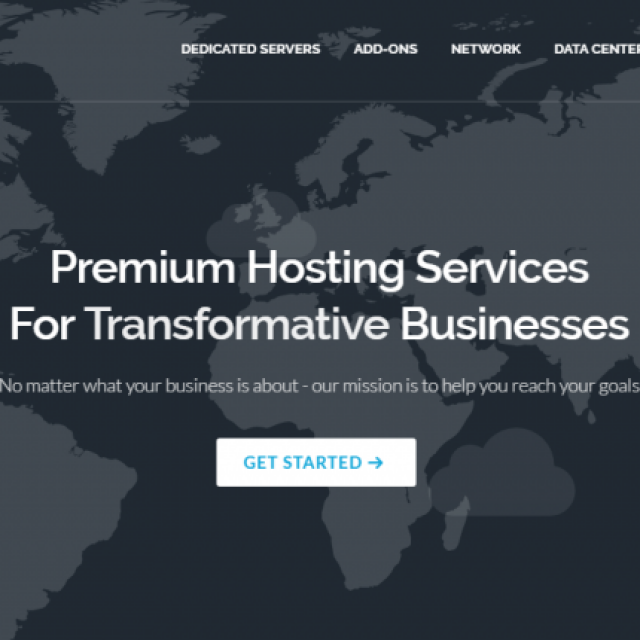 DEDICATED SERVERS ADD-ONS NETWORK DATA CENTER
Premium Hosting Services
For Transformative Businesses
No matter what your business is about - our mission is to help you reach your goals
GET STARTED →